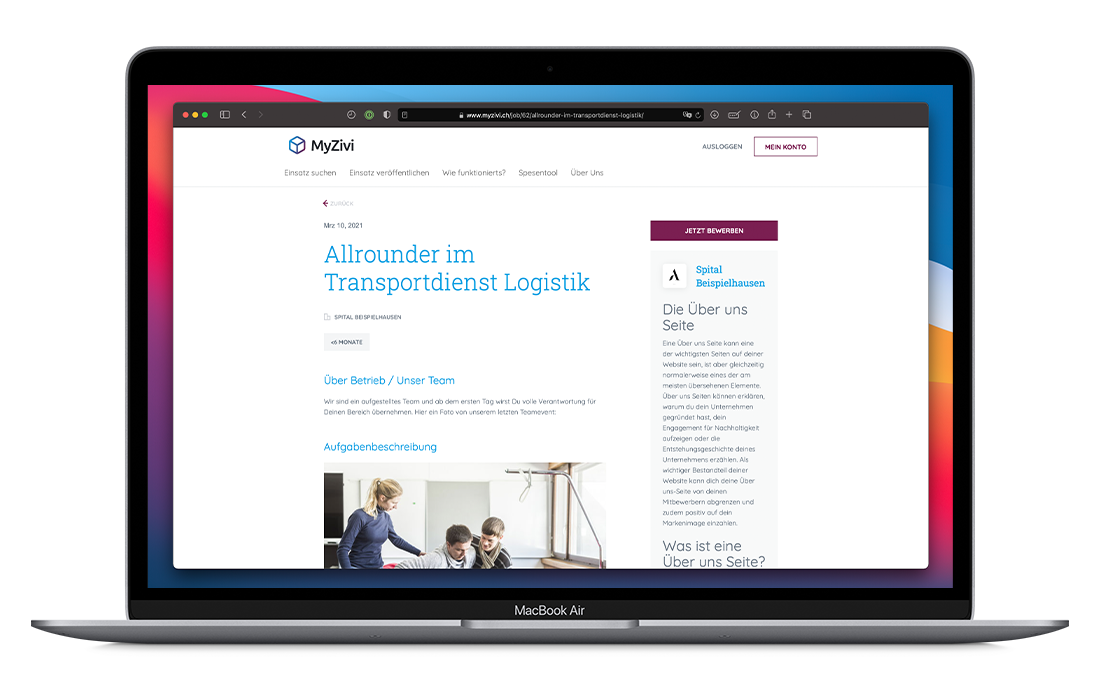 www.myzivi.ch/job/62/allrounder-im-transportdienst-logistik/
MyZivi
AUSLOGGEN
MEIN KONTO
Einsatz suchen
Einsatz veröffentlichen
Wie funktionierts?
Spesentool
Über Uns
ZURÜCK
Mrz 10, 2021
Allrounder im
Transportdienst Logistik
SPITAL BEISPIELHAUSEN
<6 MONATE
Über Betrieb / Unser Team
Wir sind ein aufgestelltes Team und ab dem ersten Tag wirst Du volle Verantwortung für
Deinen Bereich übernehmen. Hier ein Foto von unserem letzten Teamevent:
Aufgabenbeschreibung
JETZT BEWERBEN
Spital
Beispielhausen
Die Über uns
Seite
Eine Über uns Seite kann eine
der wichtigsten Seiten auf deiner
Website sein, ist aber gleichzeitig
normalerweise eines der am
meisten übersehenen Elemente.
Über uns Seiten können erklären,
warum du dein Unternehmen
gegründet hast, dein
Engagement für Nachhaltigkeit
aufzeigen oder die
Entstehungsgeschichte deines
Unternehmens erzählen. Als
wichtiger Bestandteil deiner
Website kann dich deine Über
uns-Seite von deinen
Mitbewerbern abgrenzen und
zudem positiv auf dein
Markenimage einzahlen.
Was ist eine
Über uns Seite?
MacBook Air